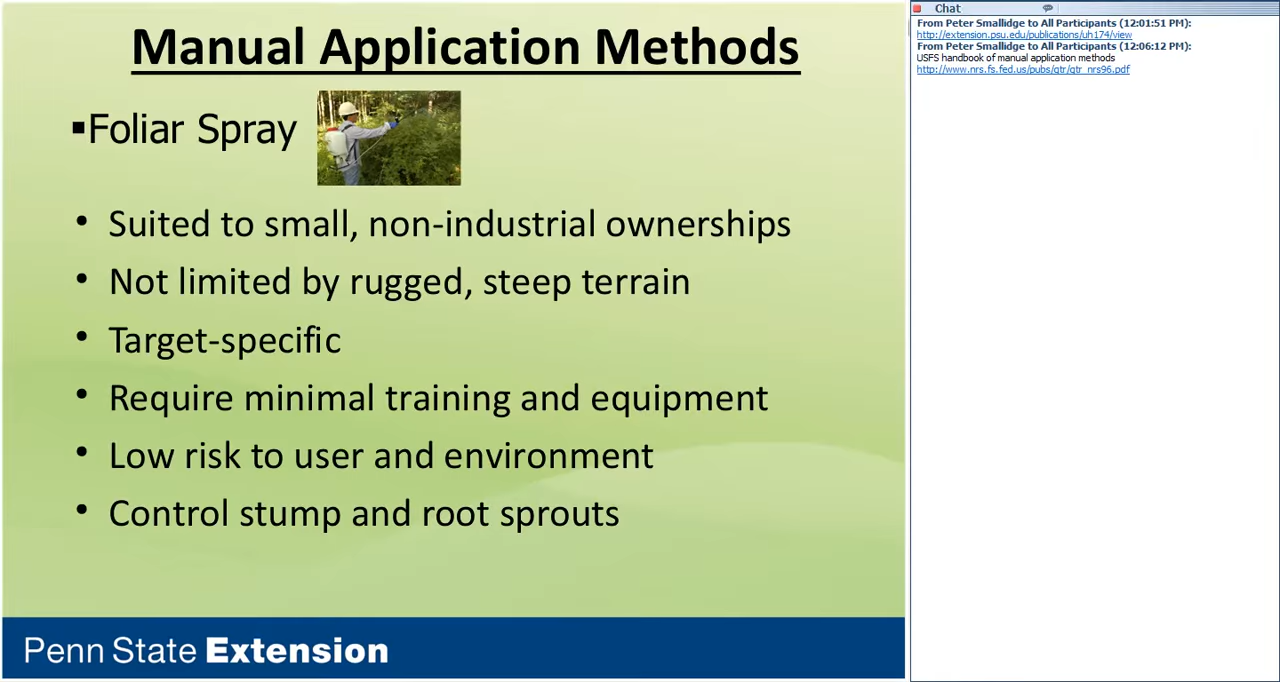 Manual Application Methods
▪Foliar Spray
• Suited to small, non-industrial ownerships
• Not limited by rugged, steep terrain
• Target-specific
• Require minimal training and equipment
• Low risk to user and environment
• Control stump and root sprouts
Penn State Extension
Chat
From Peter Smallidge to All Participants (12:01:51 PM):
http://extension.psu.edu/publications/uh174/view
From Peter Smallidge to All Participants (12:06:12 PM):
USFS handbook of manual application methods
http://www.nrs.fs.fed.us/pubs/gtr/gtr_nrs96.pdf